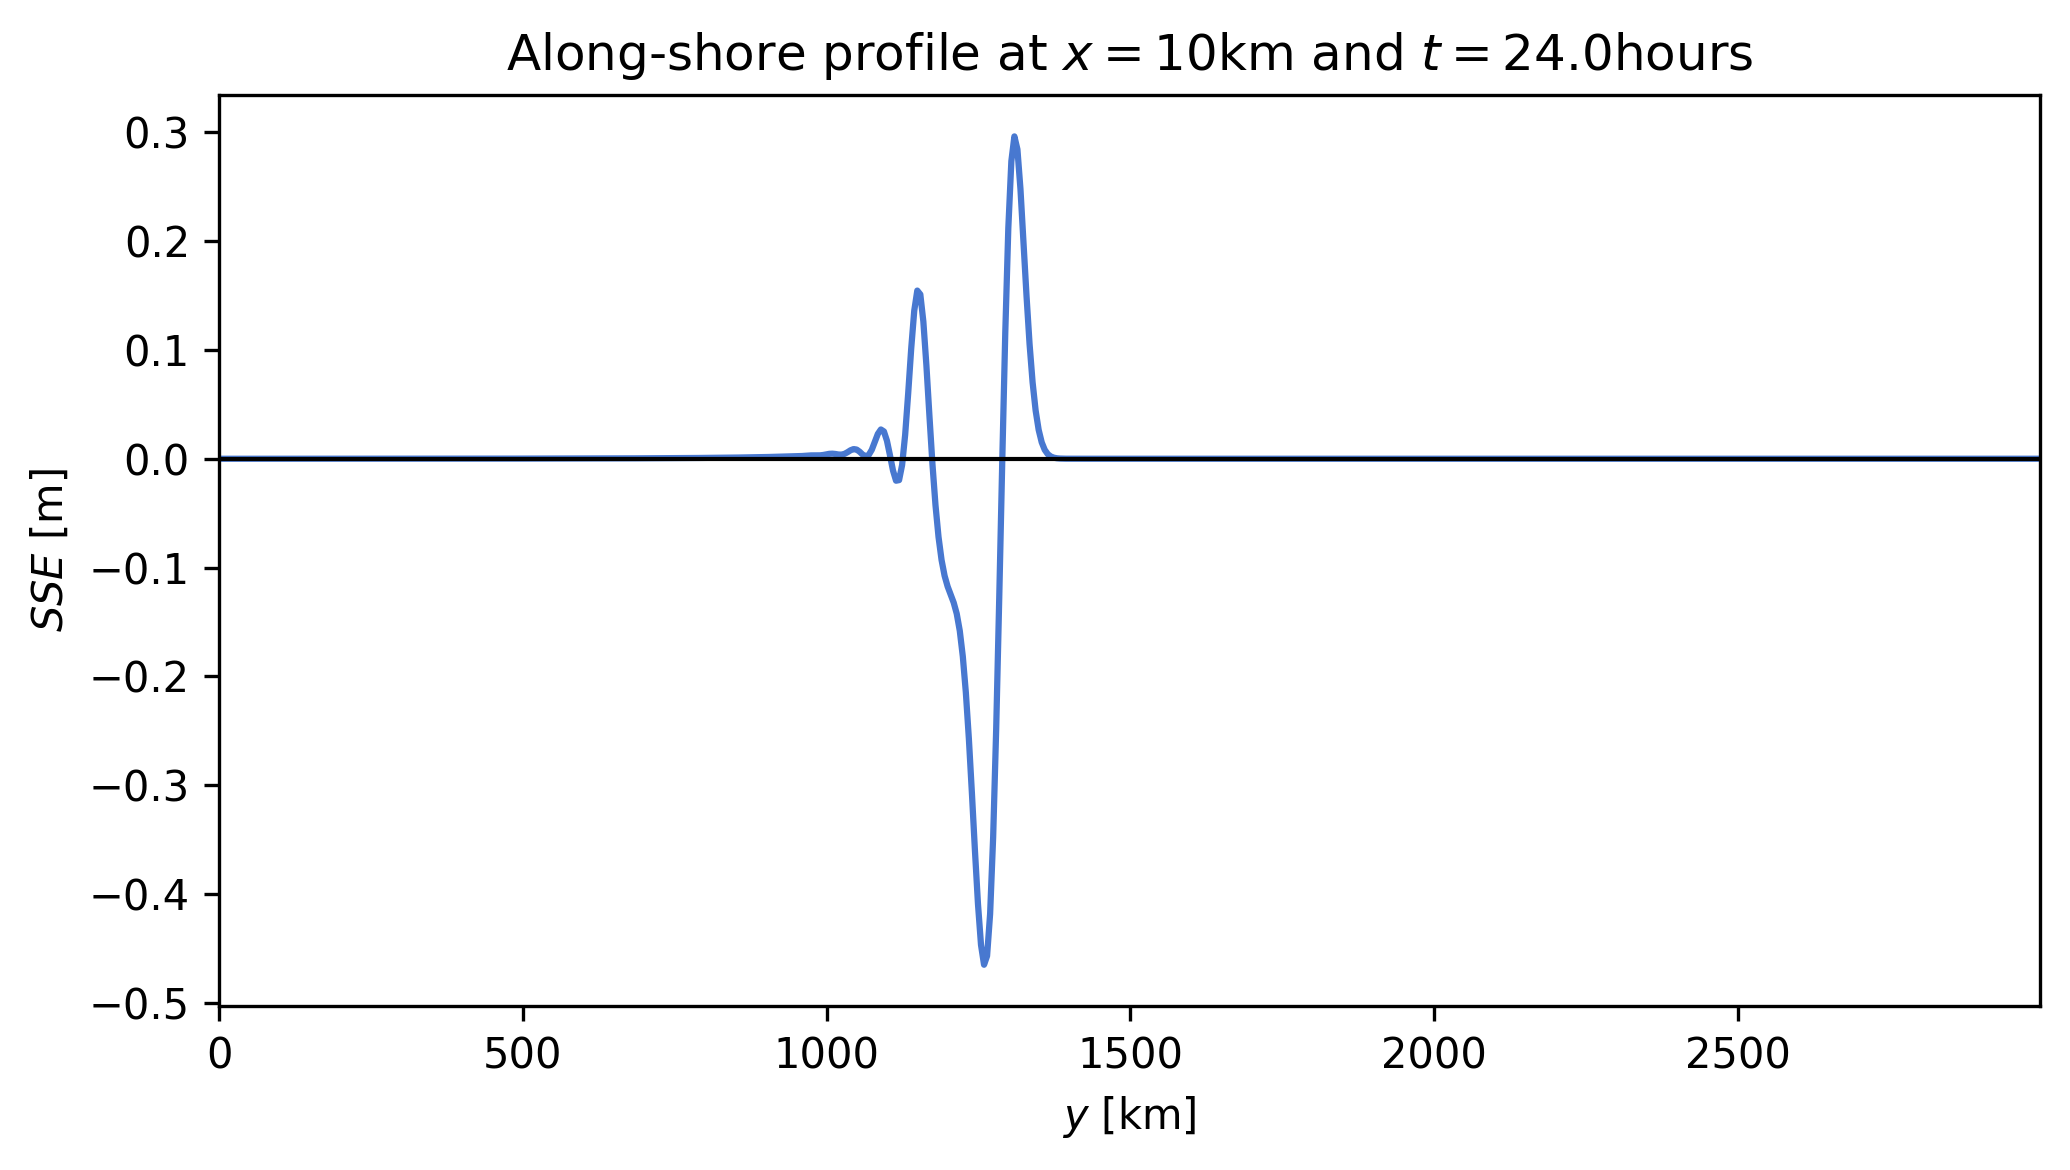 Along-shore profile at x = 10km and t = 24.0hours
0.3
0.2
0.1
0.0
−0.1
−0.2
−0.3
−0.4
−0.5
SSE [m]
0 500 1000 1500 2000 2500
y [km]